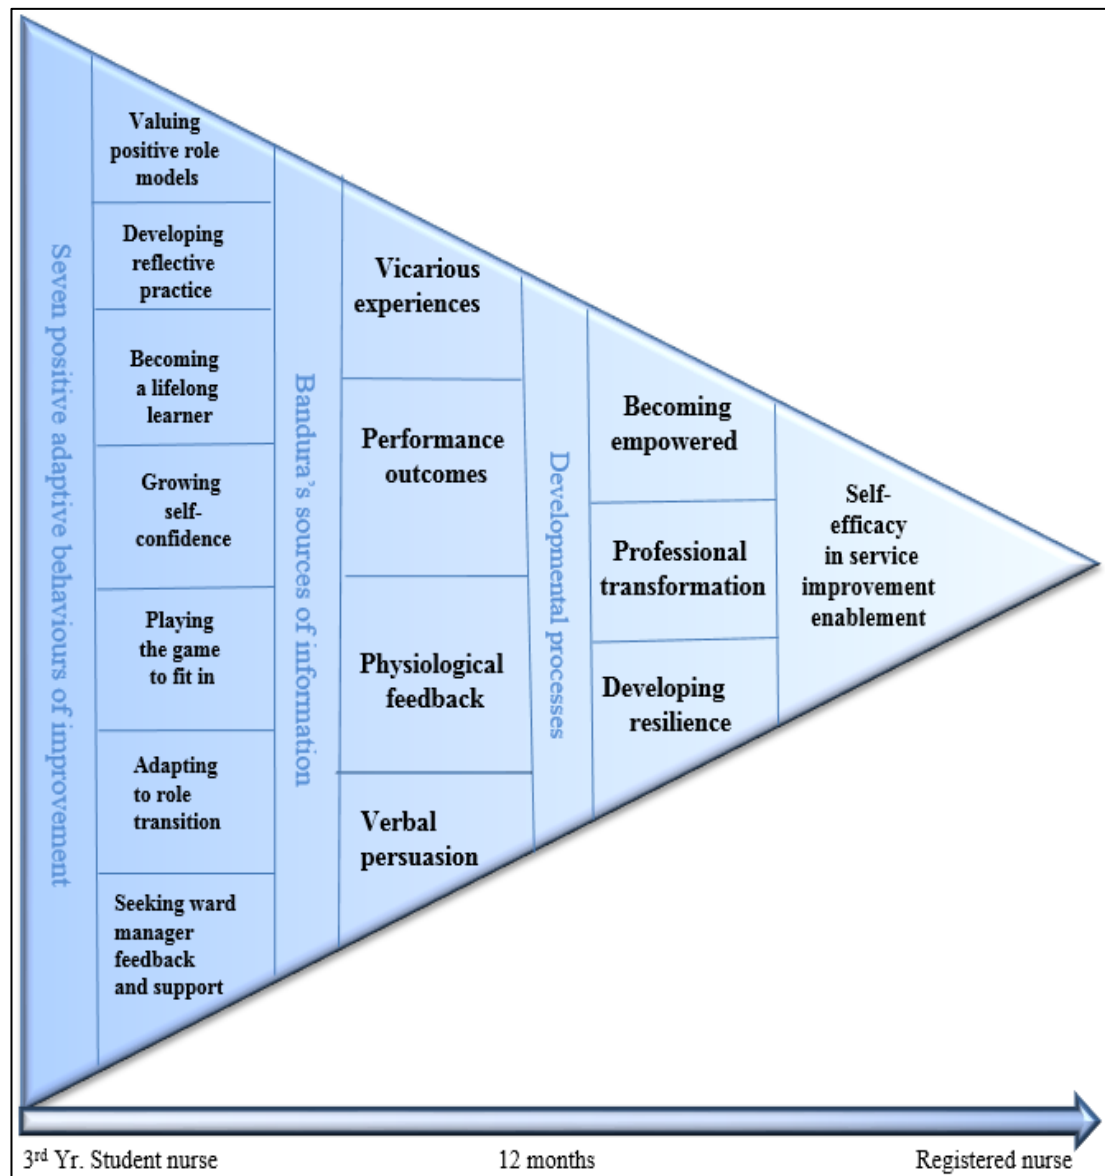 Seven positive adaptive behaviours of improvement
Valuing
positive role
models
Developing
reflective
practice
Becoming
a lifelong
learner
Growing
self-
confidence
Playing
the game
to fit in
Adapting
to role
transition
Seeking ward
manager
feedback
and support
Bandura’s sources of information
Vicarious
experiences
Performance
outcomes
Physiological
feedback
Verbal
persuasion
Developmental processes
Becoming
empowered
Professional
transformation
Developing
resilience
Self-
efficacy
in service
improvement
enablement
3rd Yr. Student nurse
12 months
Registered nurse